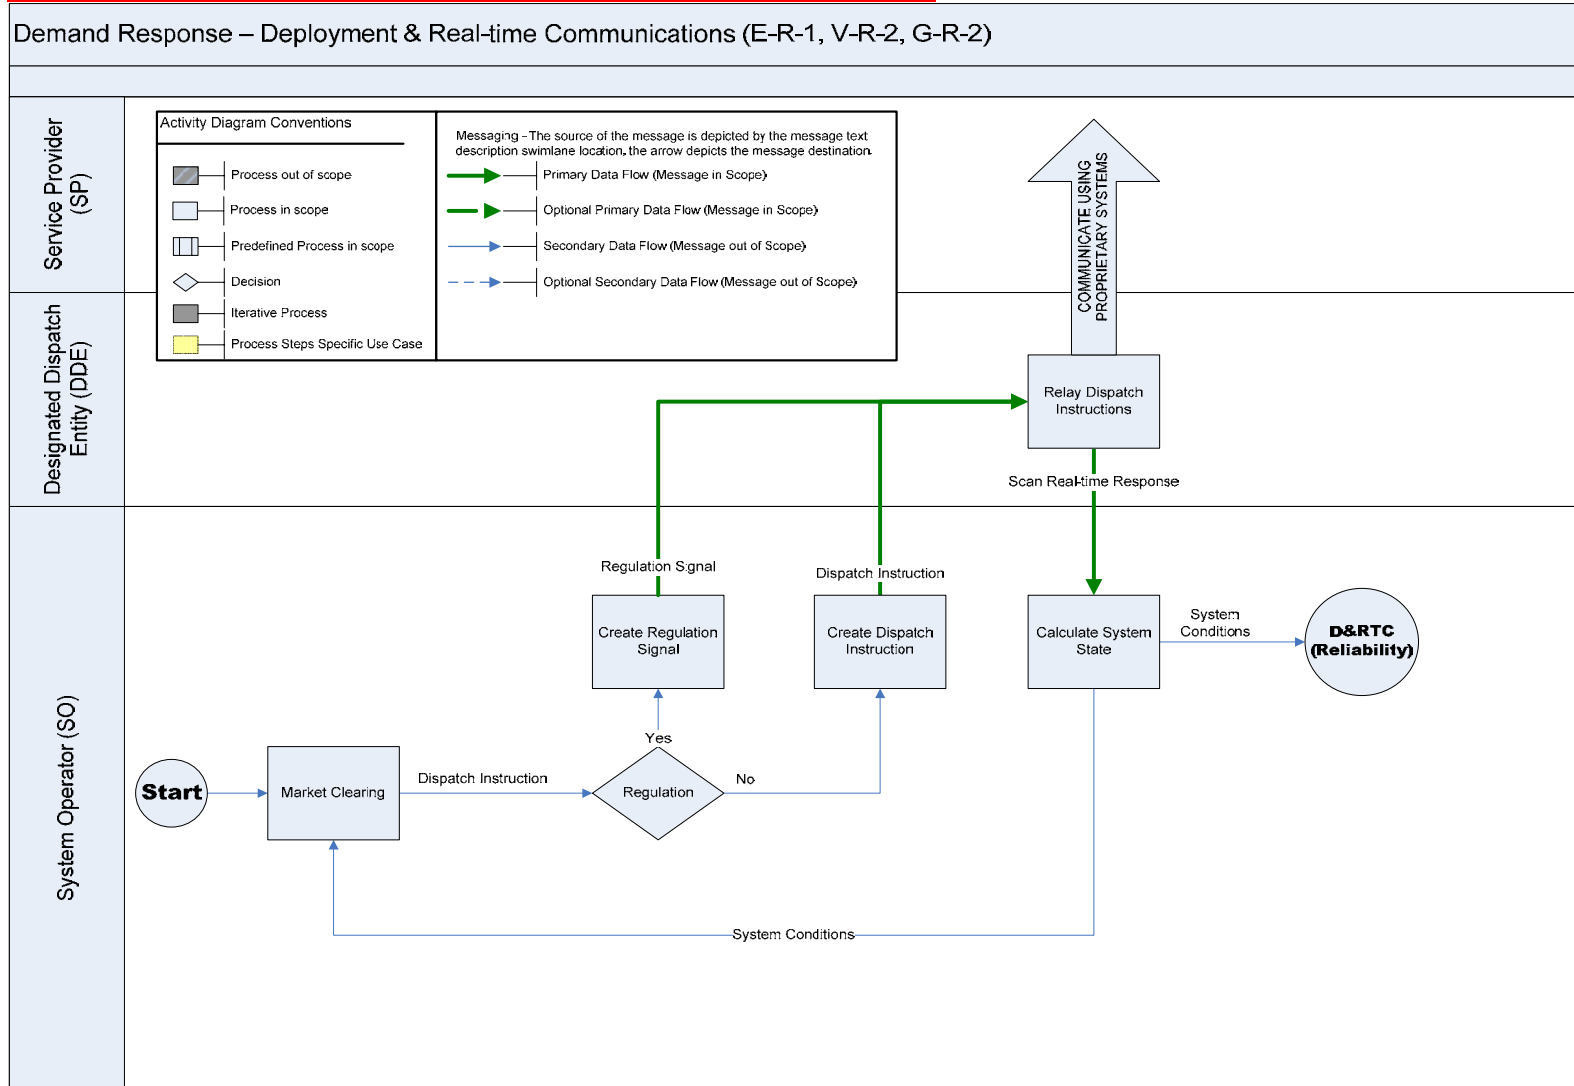 Demand Response – Deployment & Real-time Communications (E-R-1, V-R-2, G-R-2)
Service Provider
(SP)
Activity Diagram Conventions
Process out of scope
Process in scope
Predefined Process in scope
Decision
Iterative Process
Process Steps Specific Use Case
Messaging - The source of the message is depicted by the message text
description swimlane location, the arrow depicts the message destination.
Primary Data Flow (Message in Scope)
Optional Primary Data Flow (Message in Scope)
Secondary Data Flow (Message out of Scope)
Optional Secondary Data Flow (Message out of Scope)
COMMUNICATE USING
PROPRIETARY SYSTEMS
Designated Dispatch
Entity (DDE)
Relay Dispatch
Instructions
Scan Real-time Response
System Operator (SO)
Regulation Signal
Dispatch Instruction
Create Regulation
Signal
Create Dispatch
Instruction
Calculate System
State
System
Conditions
D&RTC
(Reliability)
Yes
Start
Market Clearing
Dispatch Instruction
Regulation
No
System Conditions